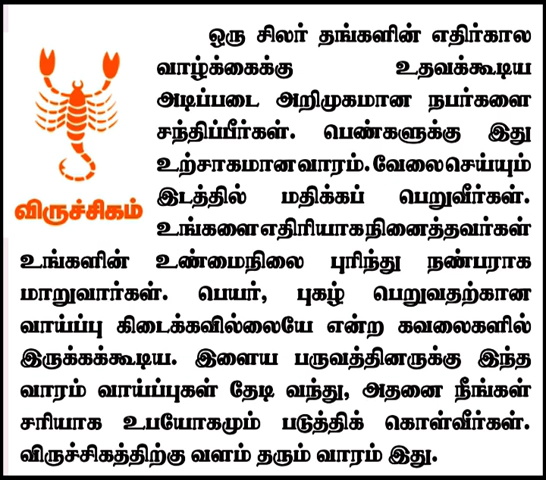 ஒரு சிலர் தங்களின் எதிர்கால
வாழ்க்கைக்கு உதவக்கூடிய
அடிப்படை அறிமுகமான நபர்களை
சந்திப்பீர்கள். பெண்களுக்கு இது
உற்சாகமான வாரம். வேலை செய்யும்
இடத்தில் மதிக்கப் பெறுவீர்கள்.
விருச்சிகம்
உங்களை எதிரியாக நினைத்தவர்கள்
உங்களின் உண்மைநிலை புரிந்து நண்பராக
மாறுவார்கள். பெயர், புகழ் பெறுவதற்கான
வாய்ப்பு கிடைக்கவில்லையே என்ற கவலைகளில்
இருக்கக்கூடிய. இளைய பருவத்தினருக்கு இந்த
வாரம் வாய்ப்புகள் தேடி வந்து, அதனை நீங்கள்
சரியாக உபயோகமும் படுத்திக் கொள்வீர்கள்.
விருச்சிகத்திற்கு வளம் தரும் வாரம் இது.